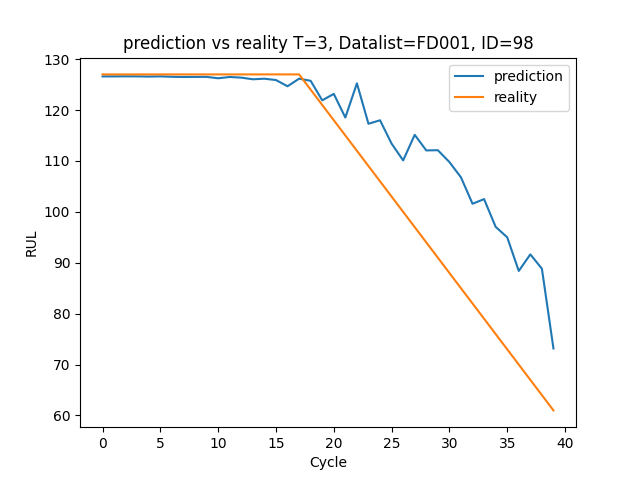 prediction vs reality T=3, Datalist=FD001, ID=98
prediction
reality
RUL
130
120
110
100
90
80
70
60
0 5 10 15 20 25 30 35 40
Cycle